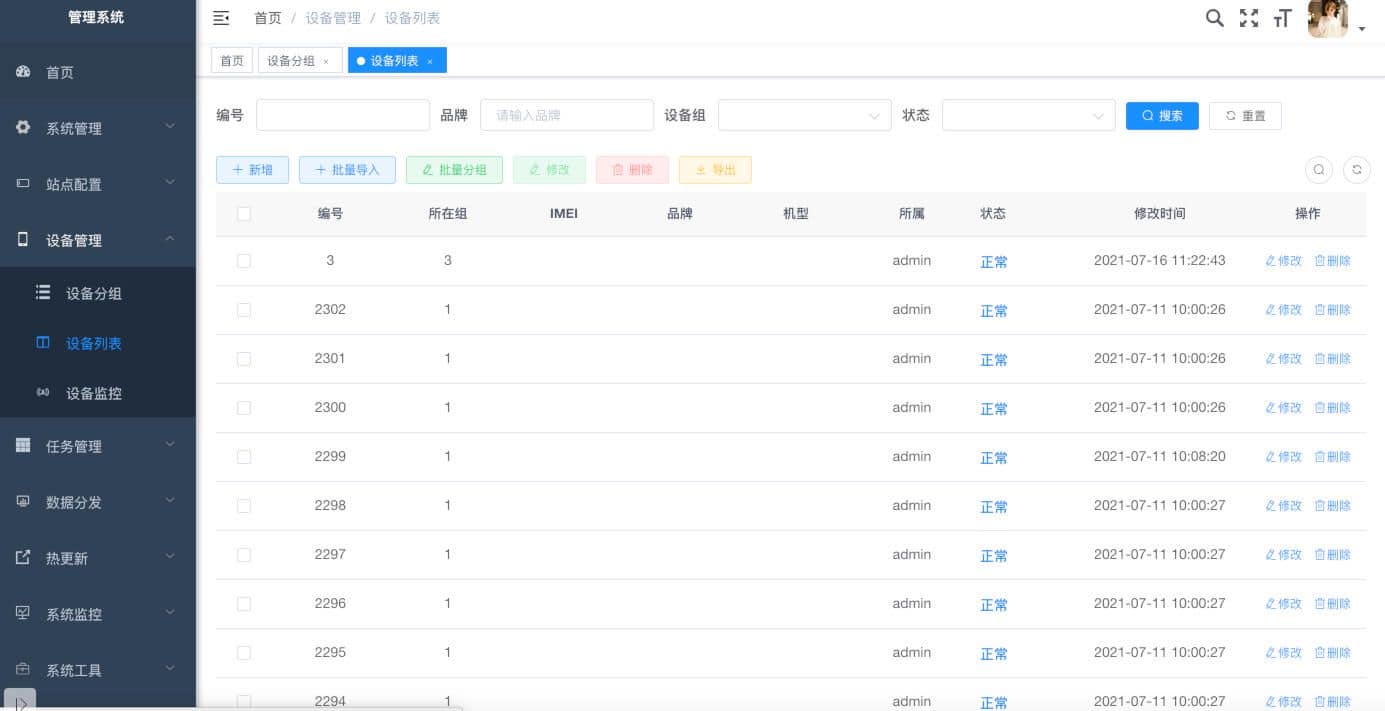 管理系统
首页
系统管理
站点配置
设备管理
设备分组
设备列表
设备监控
任务管理
数据分发
热更新
系统监控
系统工具
首页 / 设备管理 / 设备列表
首页 设备分组 × 设备列表 ×
编号 品牌 请输入品牌 设备组 状态 搜索 重置
新增 批量导入 批量分组 修改 删除 导出
编号 所在组 IMEI 品牌 机型 所属 状态 修改时间 操作
3 3 admin 正常 2021-07-16 11:22:43 修改 删除
2302 1 admin 正常 2021-07-11 10:00:26 修改 删除
2301 1 admin 正常 2021-07-11 10:00:26 修改 删除
2300 1 admin 正常 2021-07-11 10:00:26 修改 删除
2299 1 admin 正常 2021-07-11 10:08:20 修改 删除
2298 1 admin 正常 2021-07-11 10:00:27 修改 删除
2297 1 admin 正常 2021-07-11 10:00:27 修改 删除
2296 1 admin 正常 2021-07-11 10:00:27 修改 删除
2295 1 admin 正常 2021-07-11 10:00:27 修改 删除
2294 1 admin 正常 2021-07-11 10:00:27 修改 删除